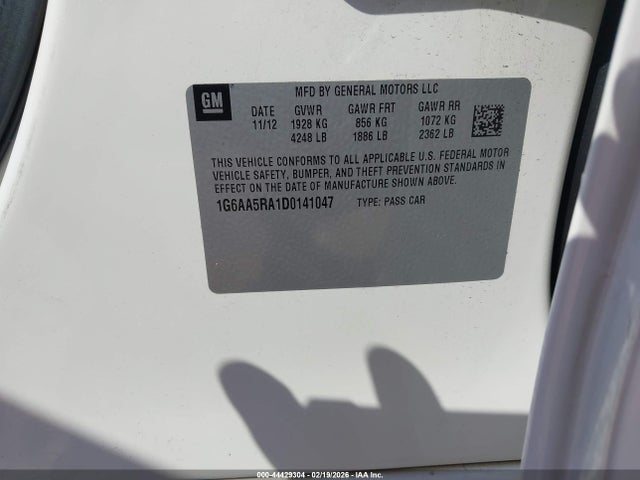 MFD BY GENERAL MOTORS LLC
GM
DATE GVWR GAWR FRT GAWR RR
11/12 1928 KG 856 KG 1072 KG
4248 LB 1886 LB 2362 LB
THIS VEHICLE CONFORMS TO ALL APPLICABLE U.S. FEDERAL MOTOR
VEHICLE SAFETY, BUMPER, AND THEFT PREVENTION STANDARDS IN
EFFECT ON THE DATE OF MANUFACTURE SHOWN ABOVE.
1G6AA5RA1D0141047 TYPE: PASS CAR
000-44429304 - 02/19/2026 - IAA Inc.